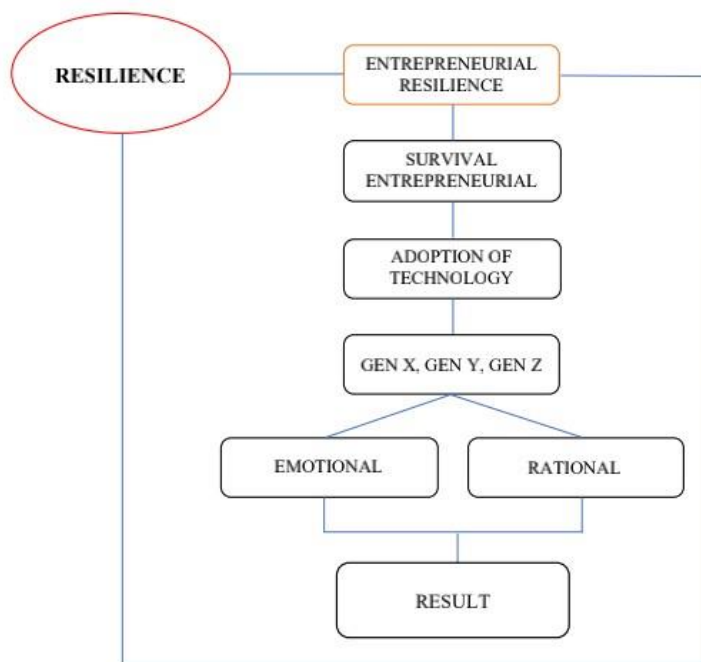 RESILIENCE
ENTREPRENEURIAL
RESILIENCE
SURVIVAL
ENTREPRENEURIAL
ADOPTION OF
TECHNOLOGY
GEN X, GEN Y, GEN Z
EMOTIONAL
RATIONAL
RESULT